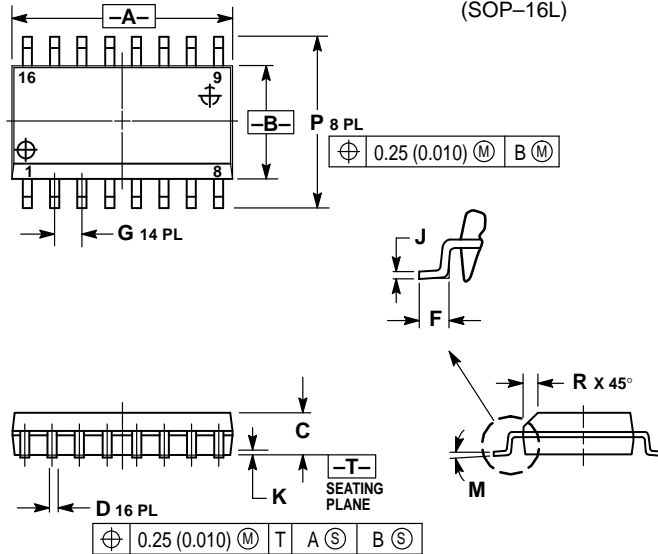 (SOP–16L)
–A–
16 9
–B– P 8 PL
⌖ 0.25 (0.010) Ⓜ B Ⓜ
1 8
G 14 PL
J
F
R X 45°
C
–T–
SEATING
PLANE
K
M
D 16 PL
⌖ 0.25 (0.010) Ⓜ T A Ⓢ B Ⓢ